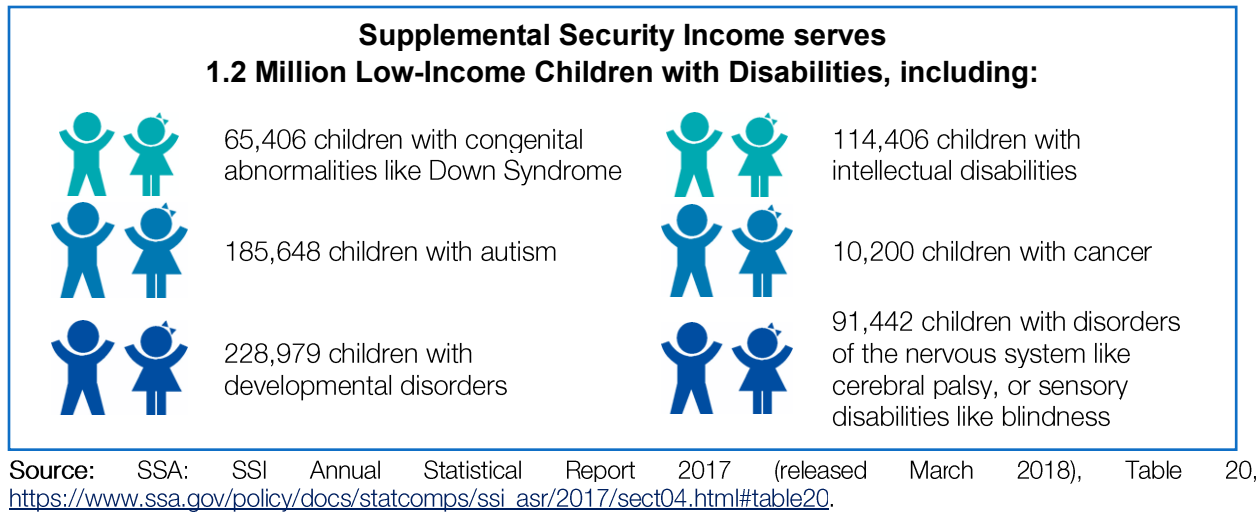 Supplemental Security Income serves
1.2 Million Low-Income Children with Disabilities, including:
65,406 children with congenital
abnormalities like Down Syndrome
114,406 children with
intellectual disabilities
185,648 children with autism
10,200 children with cancer
228,979 children with
developmental disorders
91,442 children with disorders
of the nervous system like
cerebral palsy, or sensory
disabilities like blindness
Source: SSA: SSI Annual Statistical Report 2017 (released March 2018), Table 20,
https://www.ssa.gov/policy/docs/statcomps/ssi_asr/2017/sect04.html#table20.